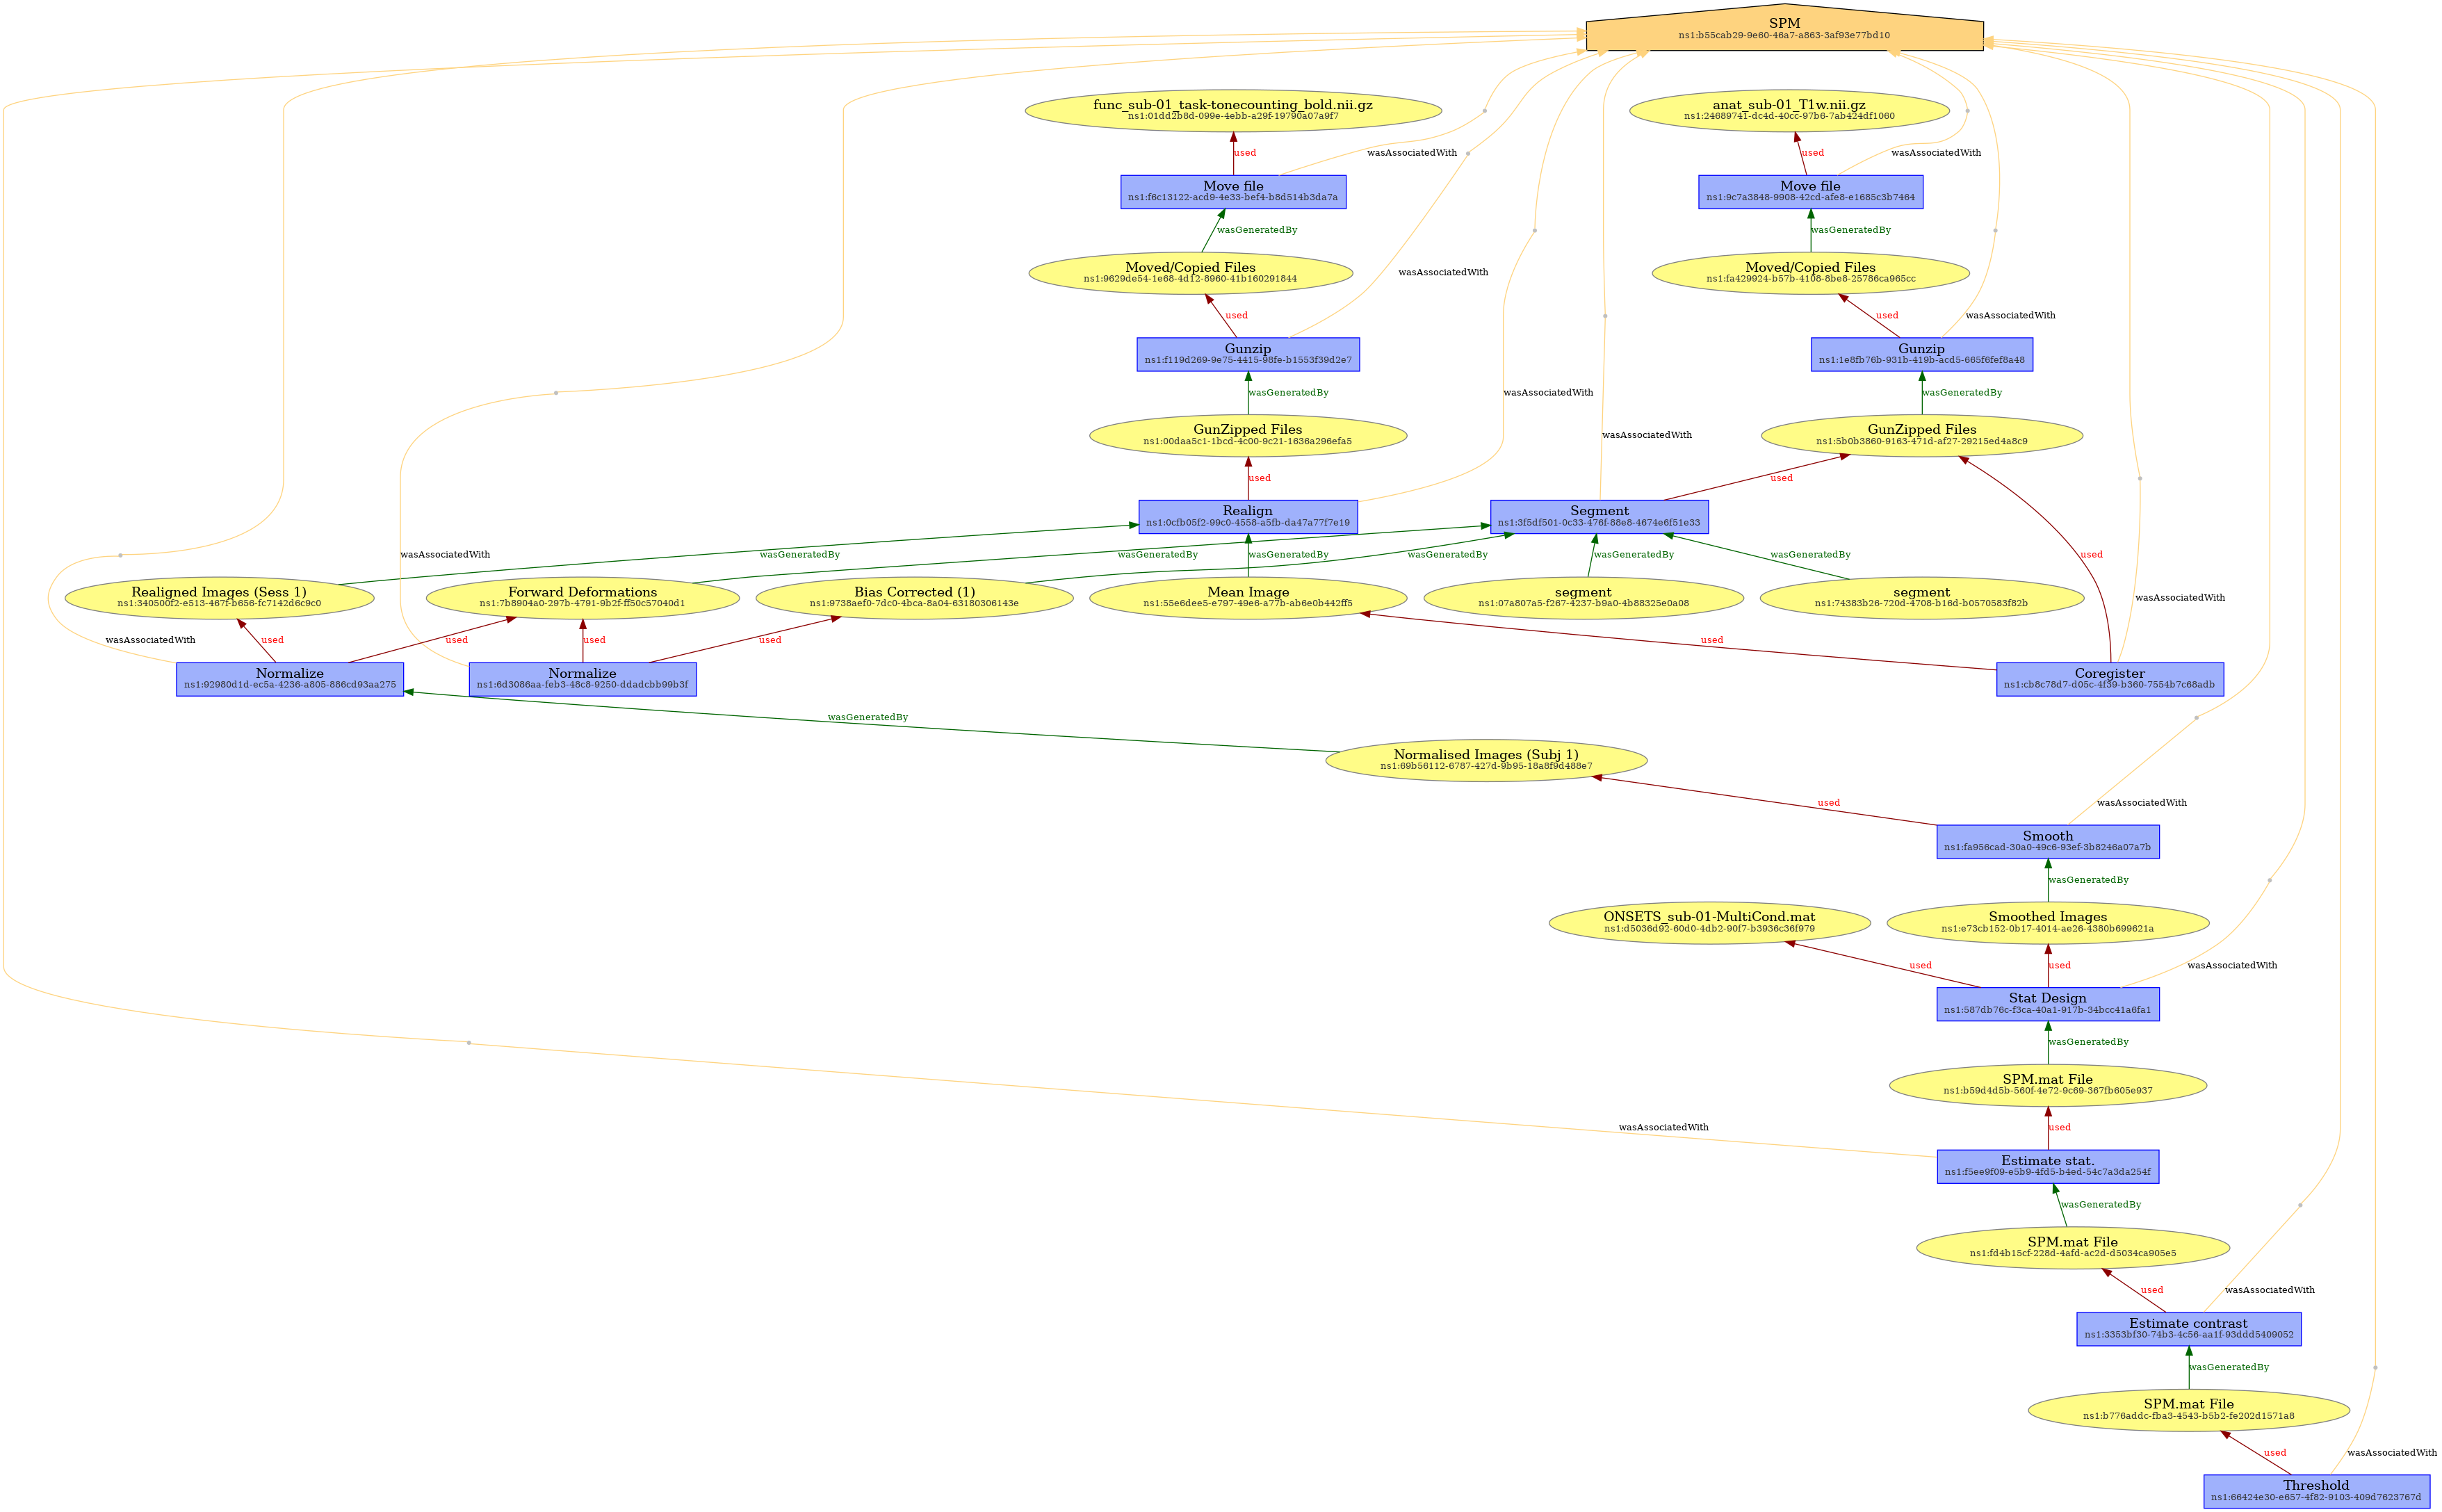 SPM
ns1:b55cab29-9e60-46a7-a863-3af93e77bd10
func_sub-01_task-tonecounting_bold.nii.gz
ns1:01dd2b8d-099e-4ebb-a29f-19790a07a9f7
anat_sub-01_T1w.nii.gz
ns1:24689741-dc4d-40cc-97b6-7ab424df1060
used
wasAssociatedWith
used
wasAssociatedWith
Move file
ns1:f6c13122-acd9-4e33-bef4-b8d514b3da7a
Move file
ns1:9c7a3848-9908-42cd-afe8-e1685c3b7464
wasGeneratedBy
wasGeneratedBy
Moved/Copied Files
ns1:9629de54-1e68-4d12-8960-41b160291844
wasAssociatedWith
Moved/Copied Files
ns1:fa429924-b57b-4108-8be8-25786ca965cc
used
used
wasAssociatedWith
Gunzip
ns1:f119d269-9e75-4415-98fe-b1553f39d2e7
Gunzip
ns1:1e8fb76b-931b-419b-acd5-665f6fef8a48
wasGeneratedBy
wasAssociatedWith
wasGeneratedBy
GunZipped Files
ns1:00daa5c1-1bcd-4c00-9c21-1636a296efa5
wasAssociatedWith
GunZipped Files
ns1:5b0b3860-9163-471d-af27-29215ed4a8c9
used
used
Realign
ns1:0cfb05f2-99c0-4558-a5fb-da47a77f7e19
Segment
ns1:3f5df501-0c33-476f-88e8-4674e6f51e33
wasAssociatedWith
wasGeneratedBy
wasGeneratedBy
wasGeneratedBy
wasGeneratedBy
wasGeneratedBy
wasGeneratedBy
used
Realigned Images (Sess 1)
ns1:340500f2-e513-467f-b656-fc7142d6c9c0
Forward Deformations
ns1:7b8904a0-297b-4791-9b2f-ff50c57040d1
Bias Corrected (1)
ns1:9738aef0-7dc0-4bca-8a04-63180306143e
Mean Image
ns1:55e6dee5-e797-49e6-a77b-ab6e0b442ff5
segment
ns1:07a807a5-f267-4237-b9a0-4b88325e0a08
segment
ns1:74383b26-720d-4708-b16d-b0570583f82b
wasAssociatedWith
wasAssociatedWith
used
used
used
used
used
Normalize
ns1:92980d1d-ec5a-4236-a805-886cd93aa275
Normalize
ns1:6d3086aa-feb3-48c8-9250-ddadcbb99b3f
Coregister
ns1:cb8c78d7-d05c-4f39-b360-7554b7c68adb
wasGeneratedBy
Normalised Images (Subj 1)
ns1:69b56112-6787-427d-9b95-18a8f9d488e7
used
wasAssociatedWith
Smooth
ns1:fa956cad-30a0-49c6-93ef-3b8246a07a7b
wasGeneratedBy
ONSETS_sub-01-MultiCond.mat
ns1:d5036d92-60d0-4db2-90f7-b3936c36f979
Smoothed Images
ns1:e73cb152-0b17-4014-ae26-4380b699621a
used
used
wasAssociatedWith
Stat Design
ns1:587db76c-f3ca-40a1-917b-34bcc41a6fa1
wasGeneratedBy
SPM.mat File
ns1:b59d4d5b-560f-4e72-9c69-367fb605e937
wasAssociatedWith
used
Estimate stat.
ns1:f5ee9f09-e5b9-4fd5-b4ed-54c7a3da254f
wasGeneratedBy
SPM.mat File
ns1:fd4b15cf-228d-4afd-ac2d-d5034ca905e5
used
wasAssociatedWith
Estimate contrast
ns1:3353bf30-74b3-4c56-aa1f-93ddd5409052
wasGeneratedBy
SPM.mat File
ns1:b776addc-fba3-4543-b5b2-fe202d1571a8
used
wasAssociatedWith
Threshold
ns1:66424e30-e657-4f82-9103-409d7623767d